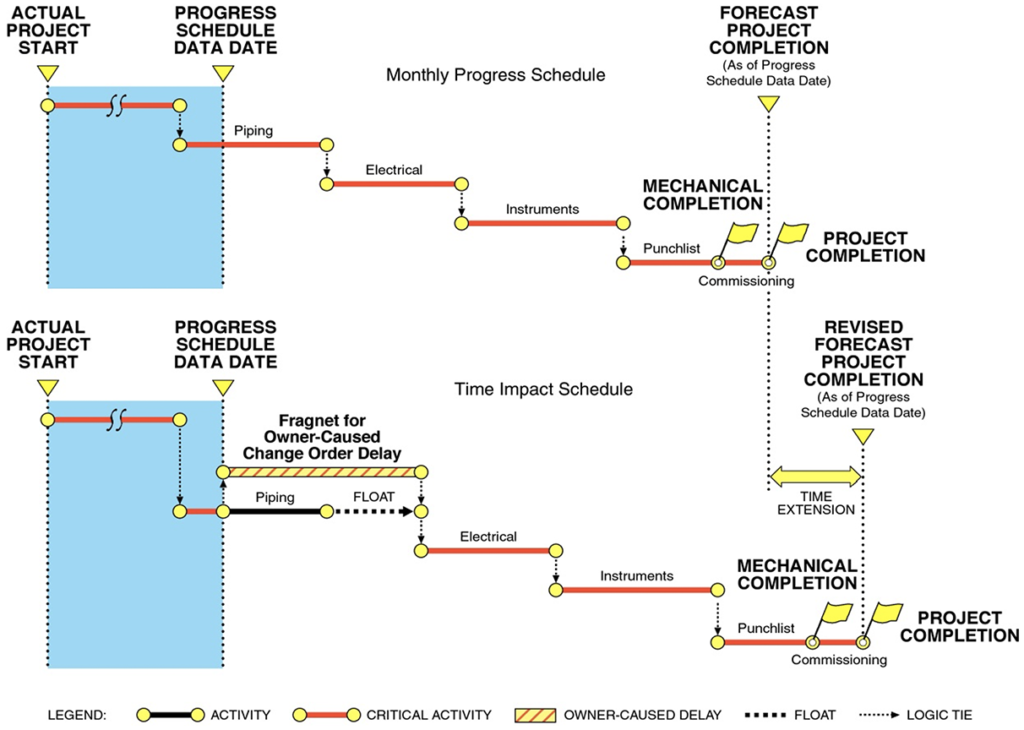 ACTUAL
PROJECT
START
PROGRESS
SCHEDULE
DATA DATE
FORECAST
PROJECT
COMPLETION
(As of Progress
Schedule Data Date)
Monthly Progress Schedule
Piping
Electrical
Instruments
MECHANICAL
COMPLETION
Punchlist
PROJECT
COMPLETION
Commissioning
ACTUAL
PROJECT
START
PROGRESS
SCHEDULE
DATA DATE
REVISED
FORECAST
PROJECT
COMPLETION
(As of Progress
Schedule Data Date)
Time Impact Schedule
Fragnet for
Owner-Caused
Change Order Delay
Piping
FLOAT
TIME
EXTENSION
Electrical
Instruments
MECHANICAL
COMPLETION
Punchlist
PROJECT
COMPLETION
Commissioning
LEGEND:
ACTIVITY
CRITICAL ACTIVITY
OWNER-CAUSED DELAY
FLOAT
LOGIC TIE